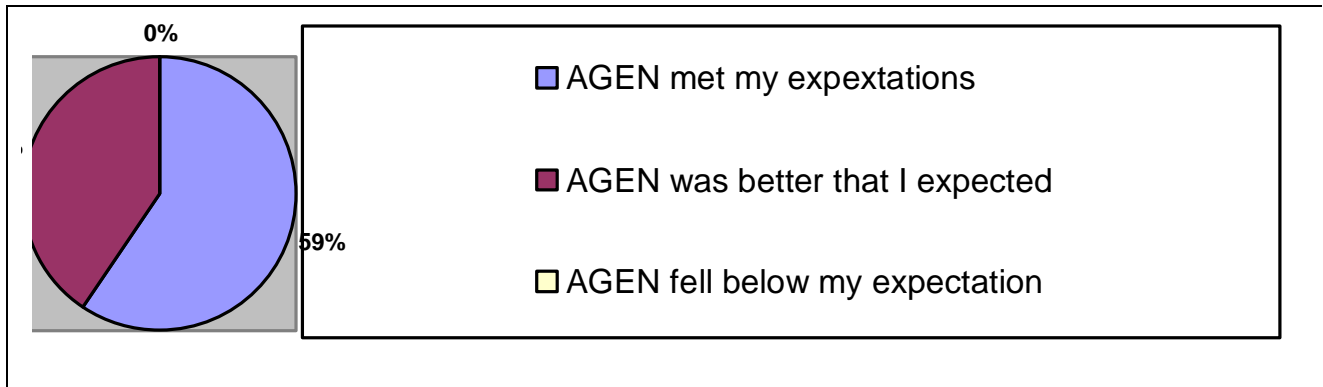 0%
AGEN met my expextations
AGEN was better that I expected
59%
AGEN fell below my expectation